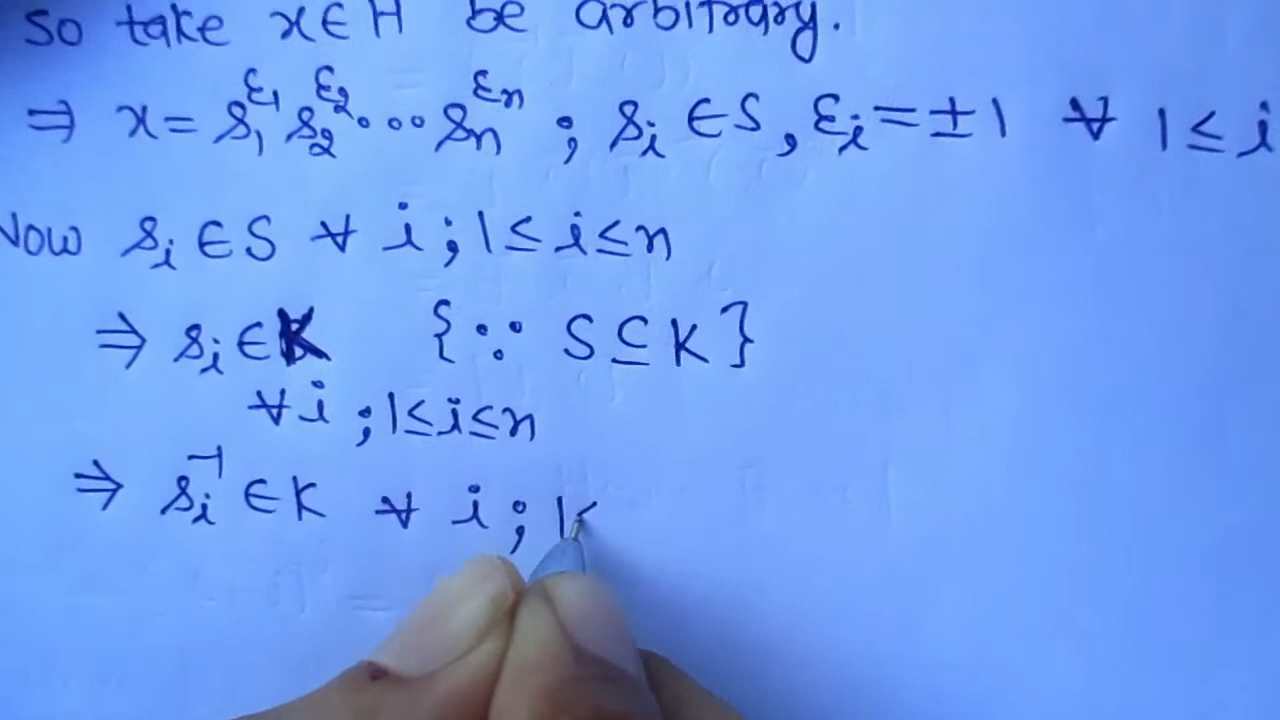 So take x∈H be arbitrary.
⇒ x = s₁^ε₁ s₂^ε₂ ... sₙ^εₙ ; sᵢ ∈ S, εᵢ = ±1 ∀ 1 ≤ i
Now sᵢ ∈ S ∀ i ; 1 ≤ i ≤ n
⇒ sᵢ ∈ K {∵ S ⊆ K}
∀ i ; 1 ≤ i ≤ n
⇒ sᵢ⁻¹ ∈ K ∀ i ; 1<